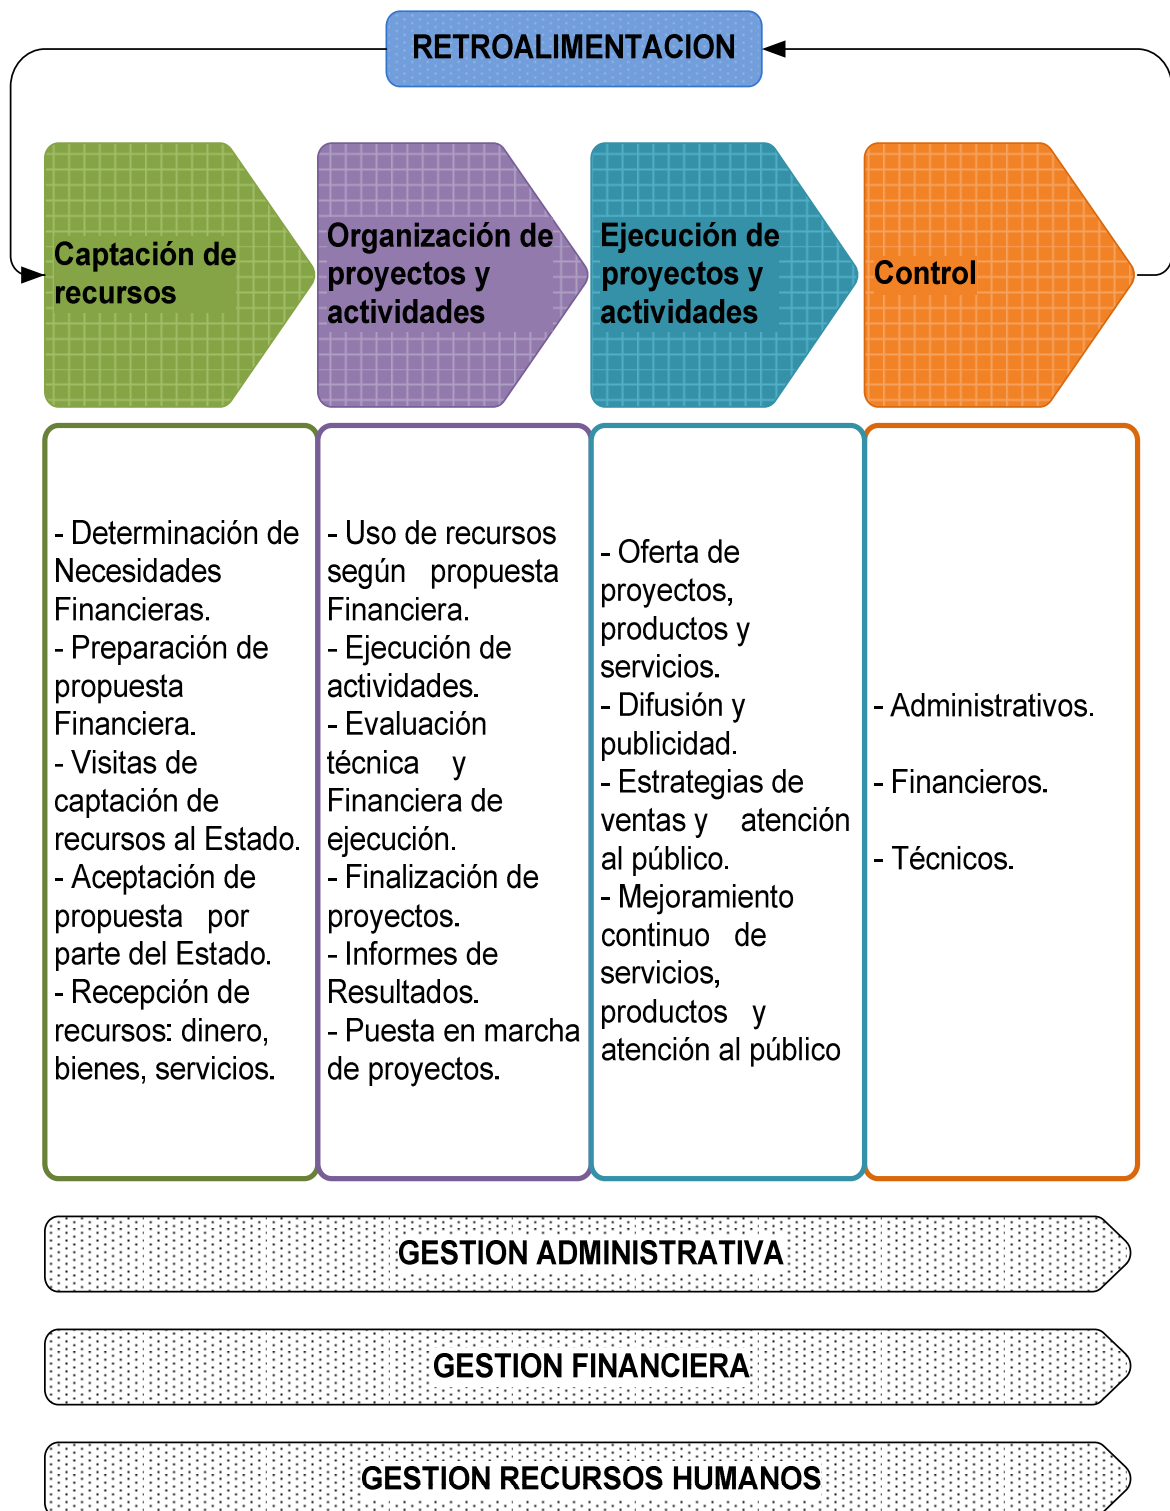 RETROALIMENTACION
Captación de
recursos
Organización de
proyectos y
actividades
Ejecución de
proyectos y
actividades
Control
- Determinación de
Necesidades
Financieras.
- Preparación de
propuesta
Financiera.
- Visitas de
captación de
recursos al Estado.
- Aceptación de
propuesta por
parte del Estado.
- Recepción de
recursos: dinero,
bienes, servicios.
- Uso de recursos
según propuesta
Financiera.
- Ejecución de
actividades.
- Evaluación
técnica y
Financiera de
ejecución.
- Finalización de
proyectos.
- Informes de
Resultados.
- Puesta en marcha
de proyectos.
- Oferta de
proyectos,
productos y
servicios.
- Difusión y
publicidad.
- Estrategias de
ventas y atención
al público.
- Mejoramiento
continuo de
servicios,
productos y
atención al público
- Administrativos.
- Financieros.
- Técnicos.
GESTION ADMINISTRATIVA
GESTION FINANCIERA
GESTION RECURSOS HUMANOS